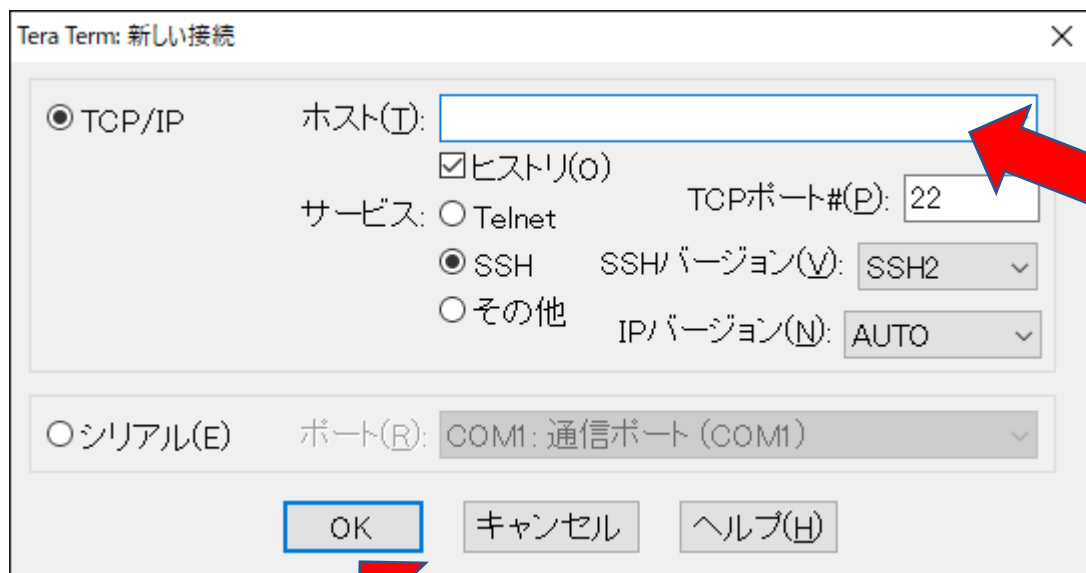 Tera Term: 新しい接続
TCP/IP ホスト(T):
ヒストリ(O)
サービス: Telnet TCPポート#(P): 22
SSH SSHバージョン(V): SSH2
その他 IPバージョン(N): AUTO
シリアル(E) ポート(R): COM1: 通信ポート (COM1)
OK キャンセル ヘルプ(H)